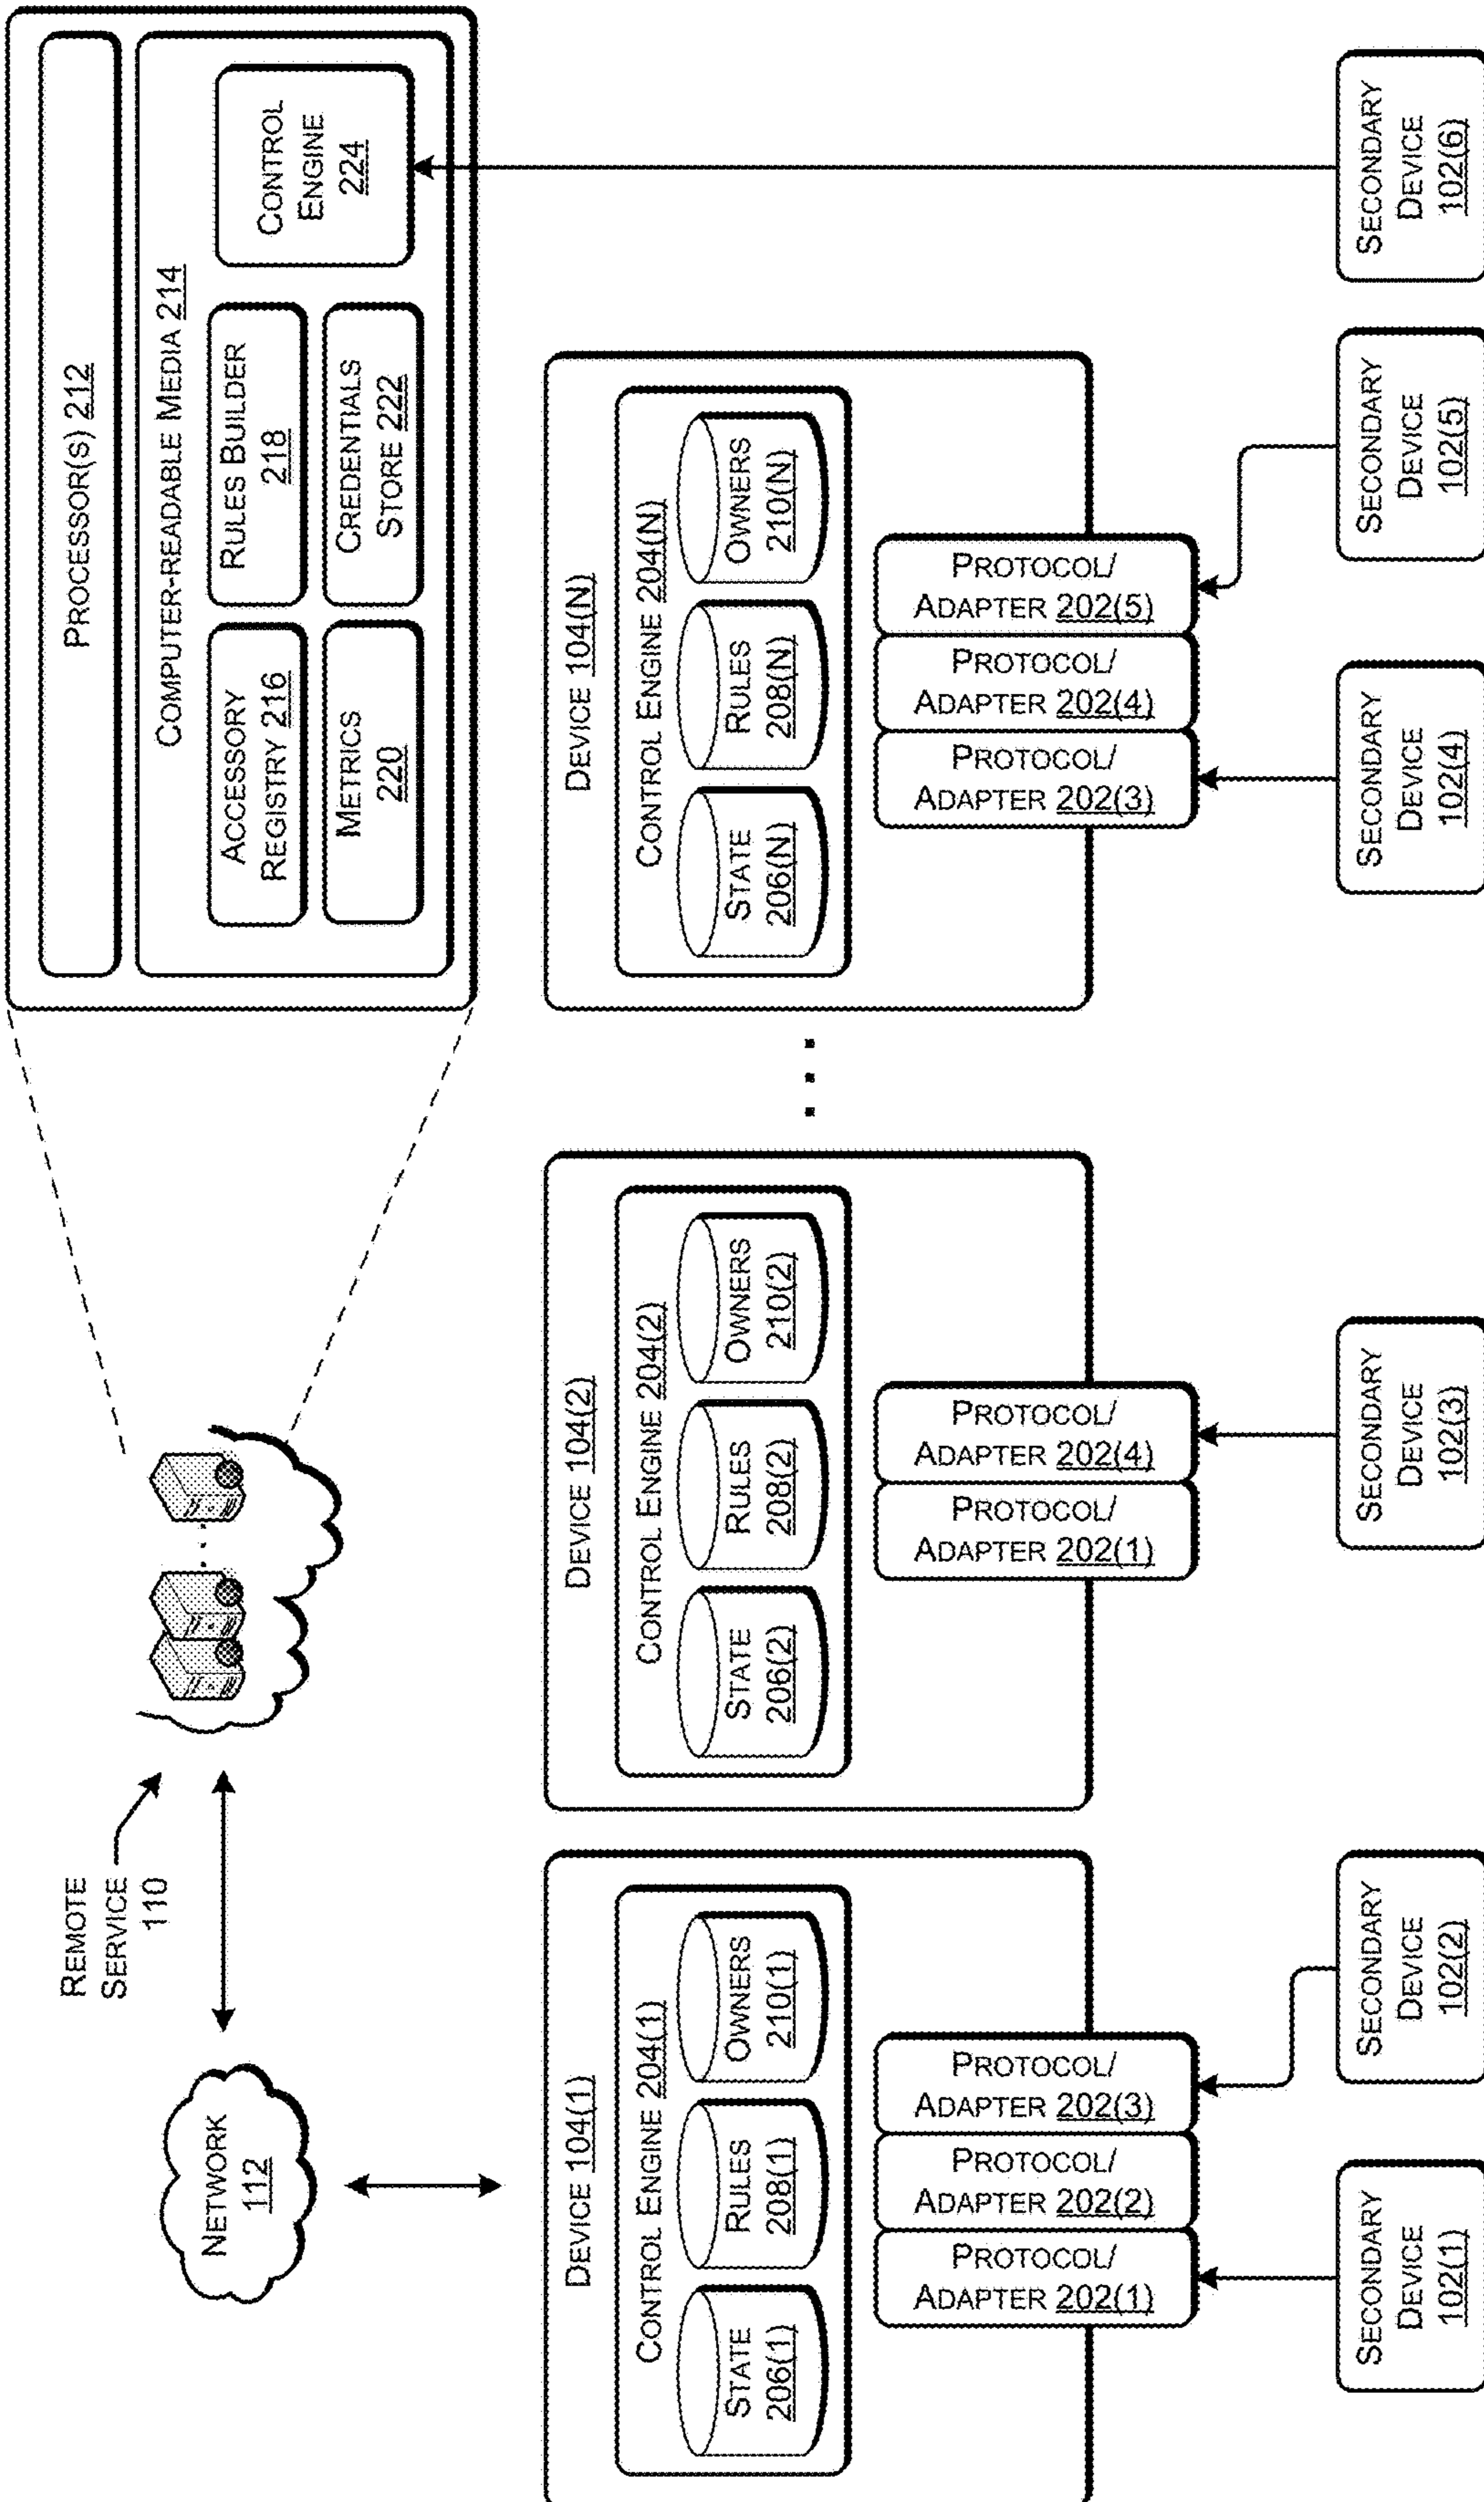 REMOTE
SERVICE
110
NETWORK
112
PROCESSOR(S) 212
COMPUTER-READABLE MEDIA 214
ACCESSORY
REGISTRY 216
RULES BUILDER
218
METRICS
220
CREDENTIALS
STORE 222
CONTROL
ENGINE
224
DEVICE 104(1)
CONTROL ENGINE 204(1)
STATE
206(1)
RULES
208(1)
OWNERS
210(1)
PROTOCOL/
ADAPTER 202(1)
PROTOCOL/
ADAPTER 202(2)
PROTOCOL/
ADAPTER 202(3)
DEVICE 104(2)
CONTROL ENGINE 204(2)
STATE
206(2)
RULES
208(2)
OWNERS
210(2)
PROTOCOL/
ADAPTER 202(1)
PROTOCOL/
ADAPTER 202(4)
. . .
DEVICE 104(N)
CONTROL ENGINE 204(N)
STATE
206(N)
RULES
208(N)
OWNERS
210(N)
PROTOCOL/
ADAPTER 202(3)
PROTOCOL/
ADAPTER 202(4)
PROTOCOL/
ADAPTER 202(5)
SECONDARY
DEVICE
102(1)
SECONDARY
DEVICE
102(2)
SECONDARY
DEVICE
102(3)
SECONDARY
DEVICE
102(4)
SECONDARY
DEVICE
102(5)
SECONDARY
DEVICE
102(6)